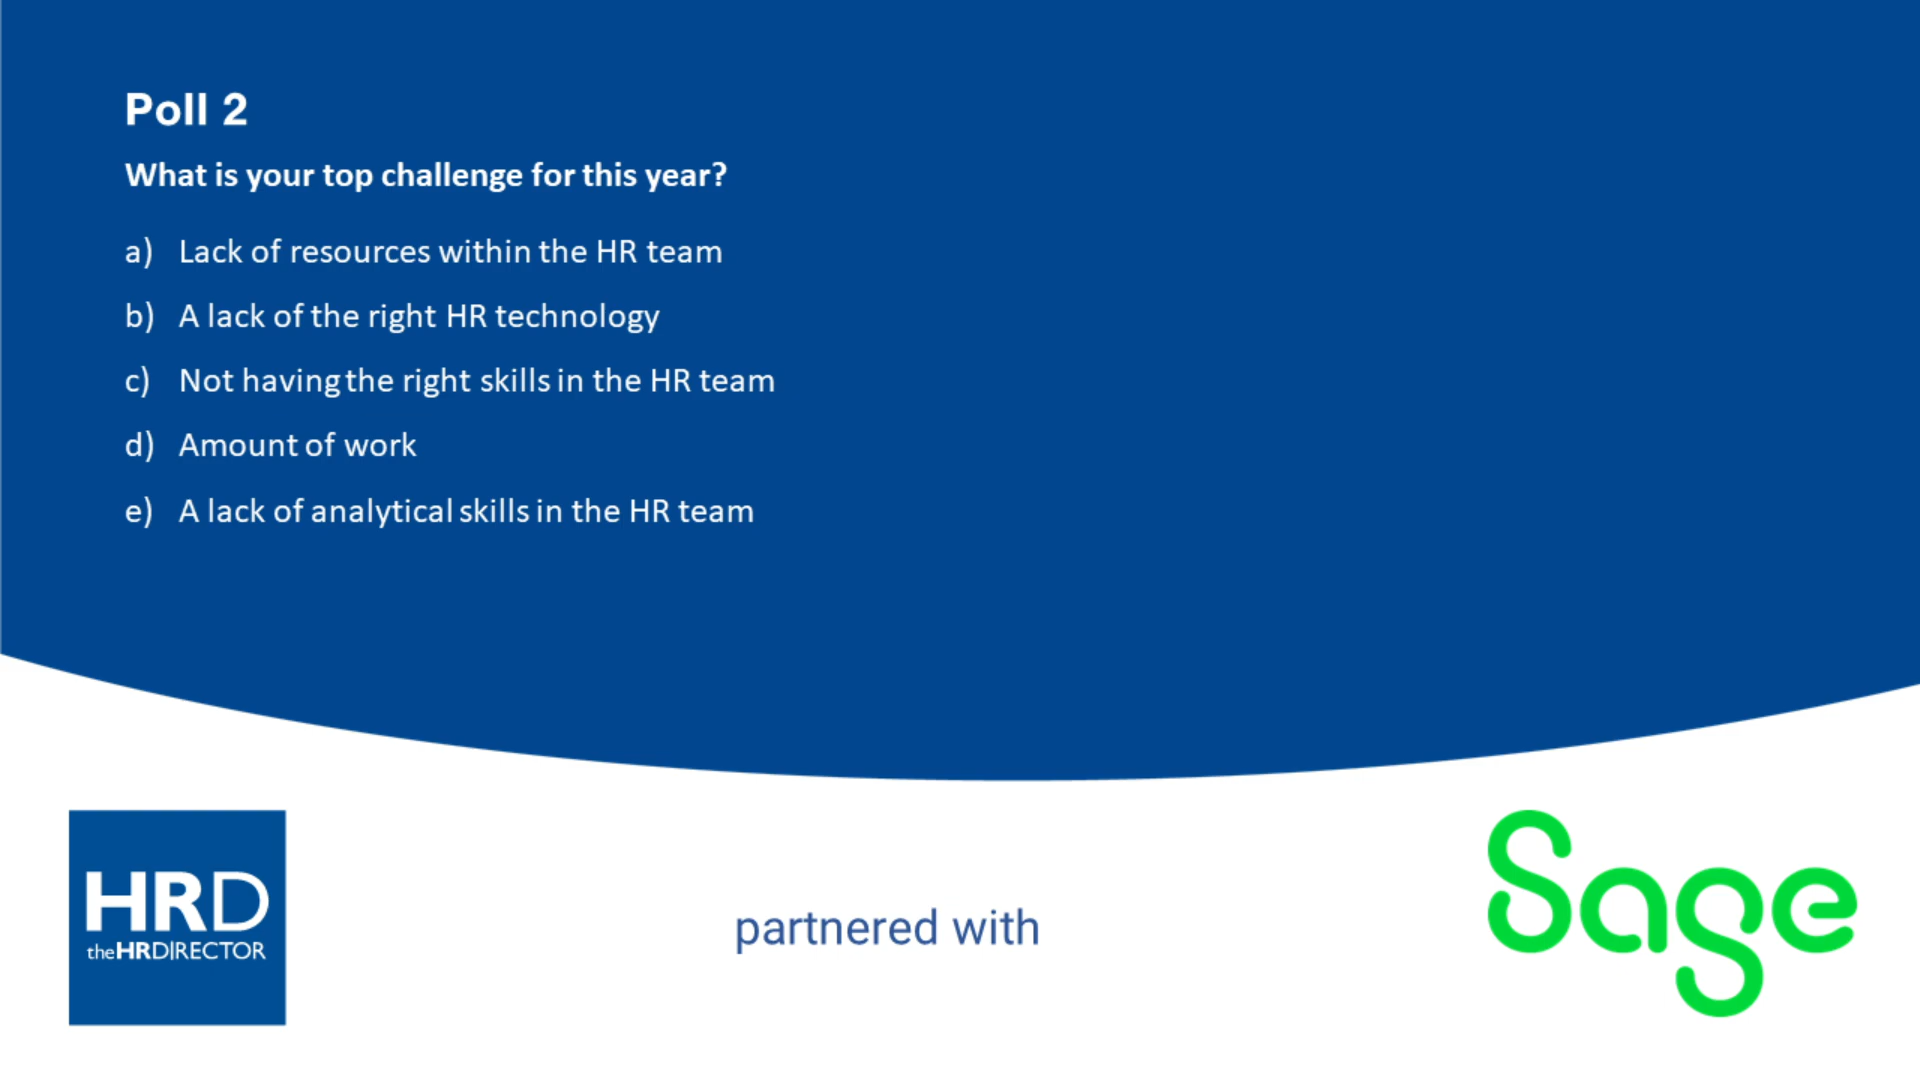 Poll 2
What is your top challenge for this year?
a) Lack of resources within the HR team
b) A lack of the right HR technology
c) Not having the right skills in the HR team
d) Amount of work
e) A lack of analytical skills in the HR team
HRD
theHRDIRECTOR
partnered with
Sage